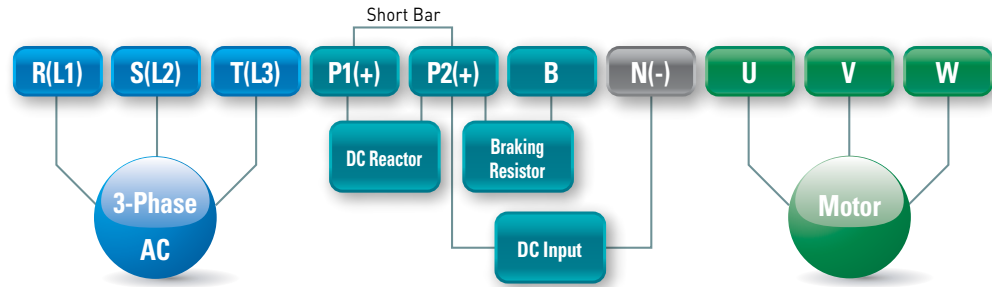 Short Bar
R(L1) S(L2) T(L3) P1(+) P2(+) B N(-) U V W
DC Reactor
Braking
Resistor
3-Phase
AC
DC Input
Motor